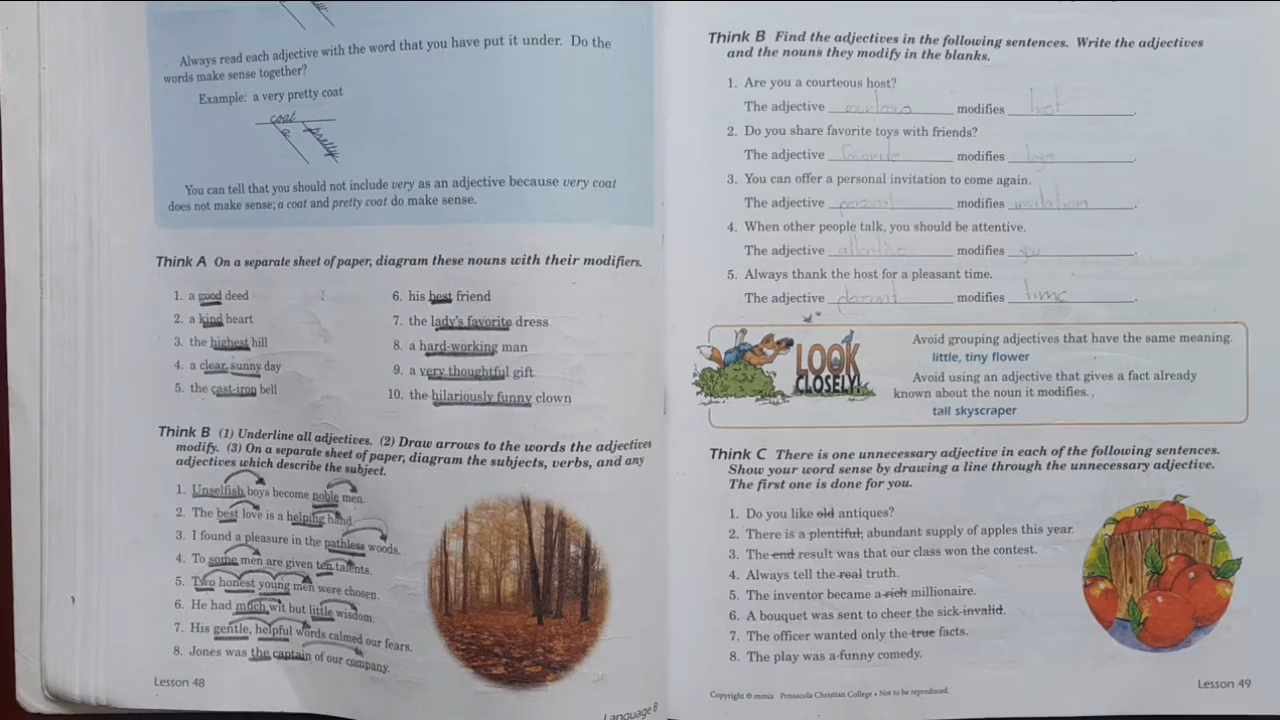 Always read each adjective with the word that you have put it under. Do the
words make sense together?
Example: a very pretty coat
coat
a pretty
You can tell that you should not include very as an adjective because very coat
does not make sense; a coat and pretty coat do make sense.
Think A On a separate sheet of paper, diagram these nouns with their modifiers.
1. a good deed
2. a kind heart
3. the highest hill
4. a clear, sunny day
5. the cast-iron bell
6. his best friend
7. the lady's favorite dress
8. a hard-working man
9. a very thoughtful gift
10. the hilariously funny clown
Think B (1) Underline all adjectives. (2) Draw arrows to the words the adjectives
modify. (3) On a separate sheet of paper, diagram the subjects, verbs, and any
adjectives which describe the subject.
1. Unselfish boys become noble men.
2. The best love is a helping hand.
3. I found a pleasure in the pathless woods.
4. To some men are given ten talents.
5. Two honest young men were chosen.
6. He had much wit but little wisdom.
7. His gentle, helpful words calmed our fears.
8. Jones was the captain of our company.
Lesson 48
Language B
Think B Find the adjectives in the following sentences. Write the adjectives
and the nouns they modify in the blanks.
1. Are you a courteous host?
The adjective modifies host.
2. Do you share favorite toys with friends?
The adjective favorite modifies
3. You can offer a personal invitation to come again.
The adjective personal modifies invitation.
4. When other people talk, you should be attentive.
The adjective attentive modifies you.
5. Always thank the host for a pleasant time.
The adjective modifies time.
LOOK
CLOSELY!
Avoid grouping adjectives that have the same meaning.
little, tiny flower
Avoid using an adjective that gives a fact already
known about the noun it modifies.
tall skyscraper
Think C There is one unnecessary adjective in each of the following sentences.
Show your word sense by drawing a line through the unnecessary adjective.
The first one is done for you.
1. Do you like old antiques?
2. There is a plentiful, abundant supply of apples this year.
3. The end result was that our class won the contest.
4. Always tell the real truth.
5. The inventor became a rich millionaire.
6. A bouquet was sent to cheer the sick invalid.
7. The officer wanted only the true facts.
8. The play was a funny comedy.
Copyright © mmix Pensacola Christian College • Not to be reproduced.
Lesson 49